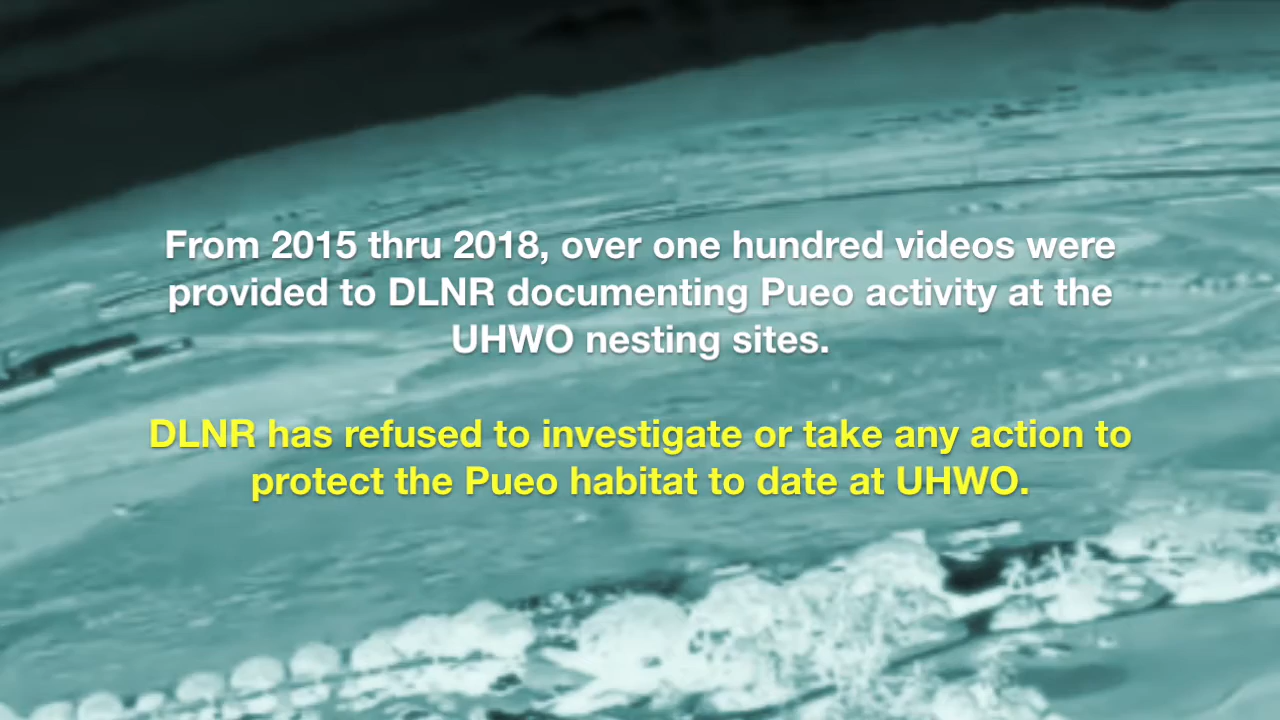 From 2015 thru 2018, over one hundred videos were
provided to DLNR documenting Pueo activity at the
UHWO nesting sites.
DLNR has refused to investigate or take any action to
protect the Pueo habitat to date at UHWO.